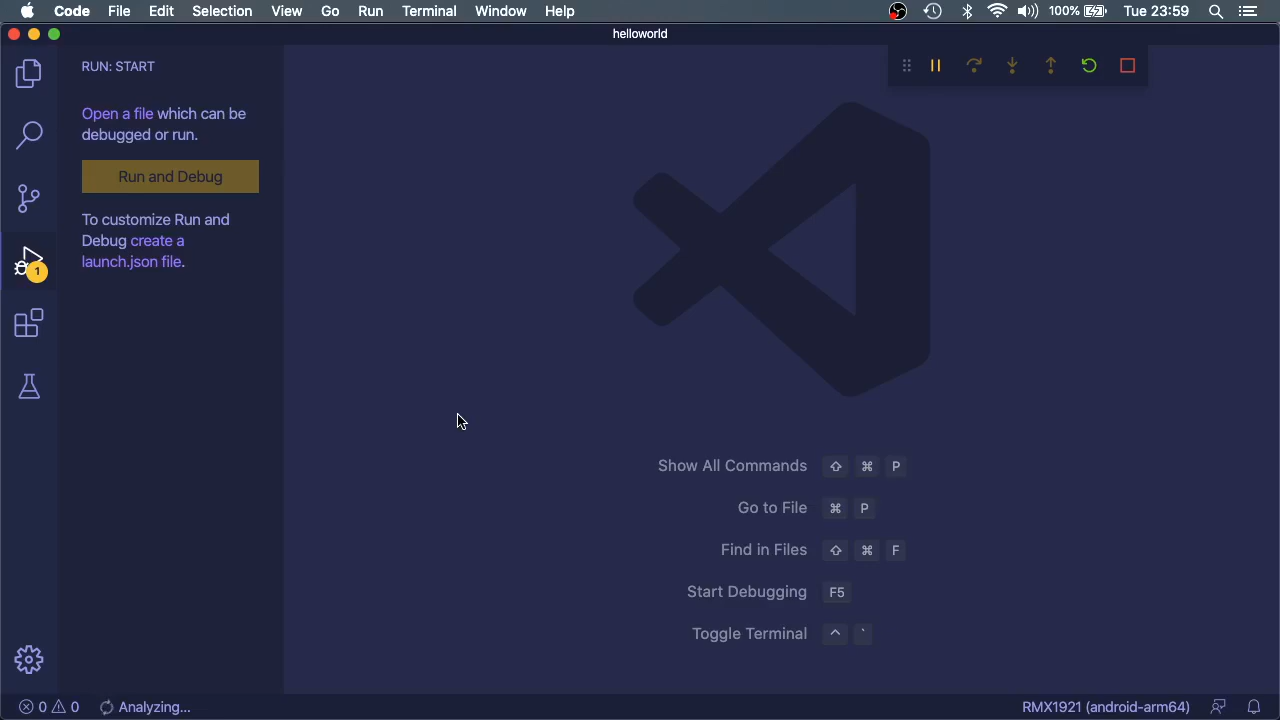 Code File Edit Selection View Go Run Terminal Window Help 100% Tue 23:59
helloworld
RUN: START
Open a file which can be
debugged or run.
Run and Debug
To customize Run and
Debug create a
launch.json file.
1
Show All Commands ⇧ ⌘ P
Go to File ⌘ P
Find in Files ⇧ ⌘ F
Start Debugging F5
Toggle Terminal ^ `
0 0 Analyzing... RMX1921 (android-arm64)